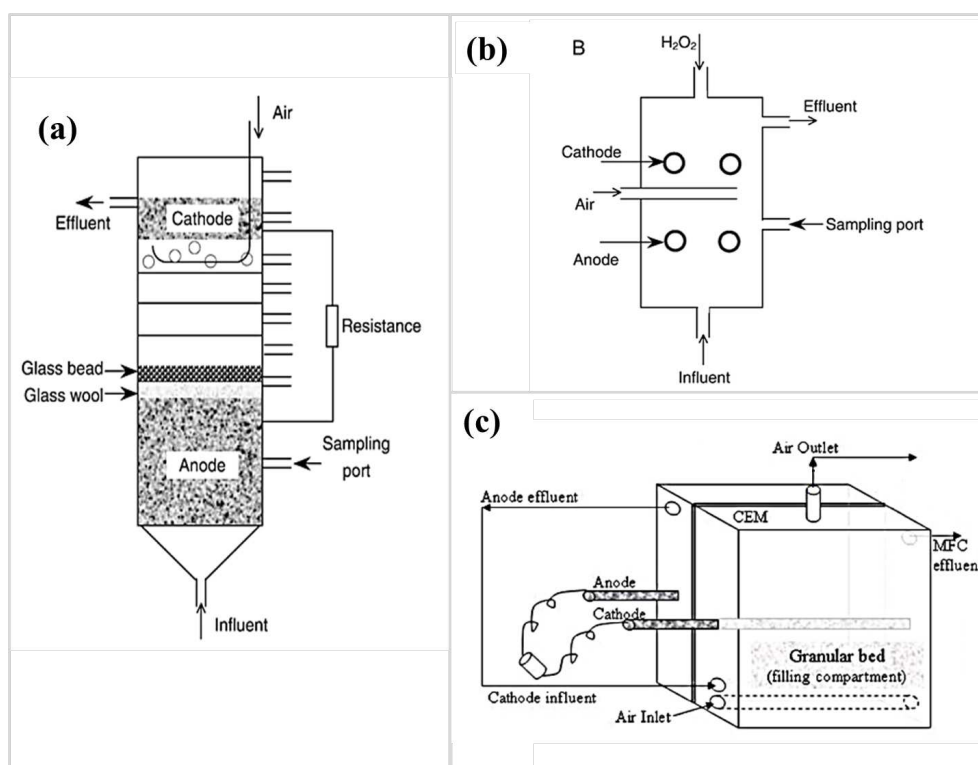 (a)
Air
Effluent
Cathode
Resistance
Glass bead
Glass wool
Anode
Sampling
port
Influent
(b)
B
H₂O₂
Effluent
Cathode
Air
Sampling port
Anode
Influent
(c)
Air Outlet
Anode effluent
CEM
MFC
effluen
Anode
Cathode
Granular bed
(filling compartment)
Cathode influent
Air Inlet